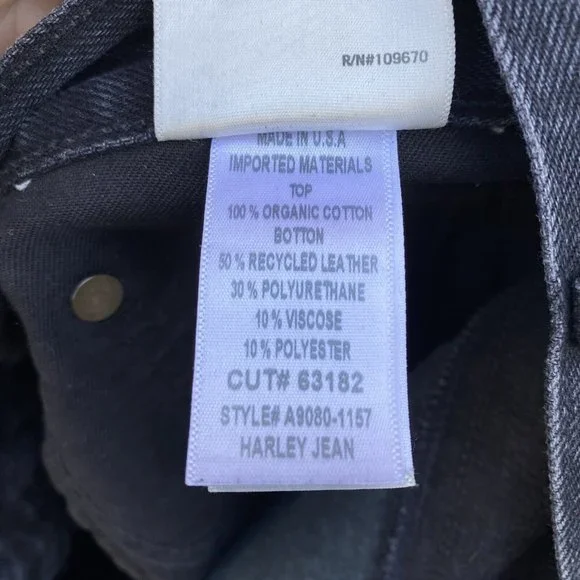 R/N#109670
MADE IN U.S.A
IMPORTED MATERIALS
TOP
100 % ORGANIC COTTON
BOTTON
50 % RECYCLED LEATHER
30 % POLYURETHANE
10 % VISCOSE
10 % POLYESTER
CUT# 63182
STYLE# A9080-1157
HARLEY JEAN